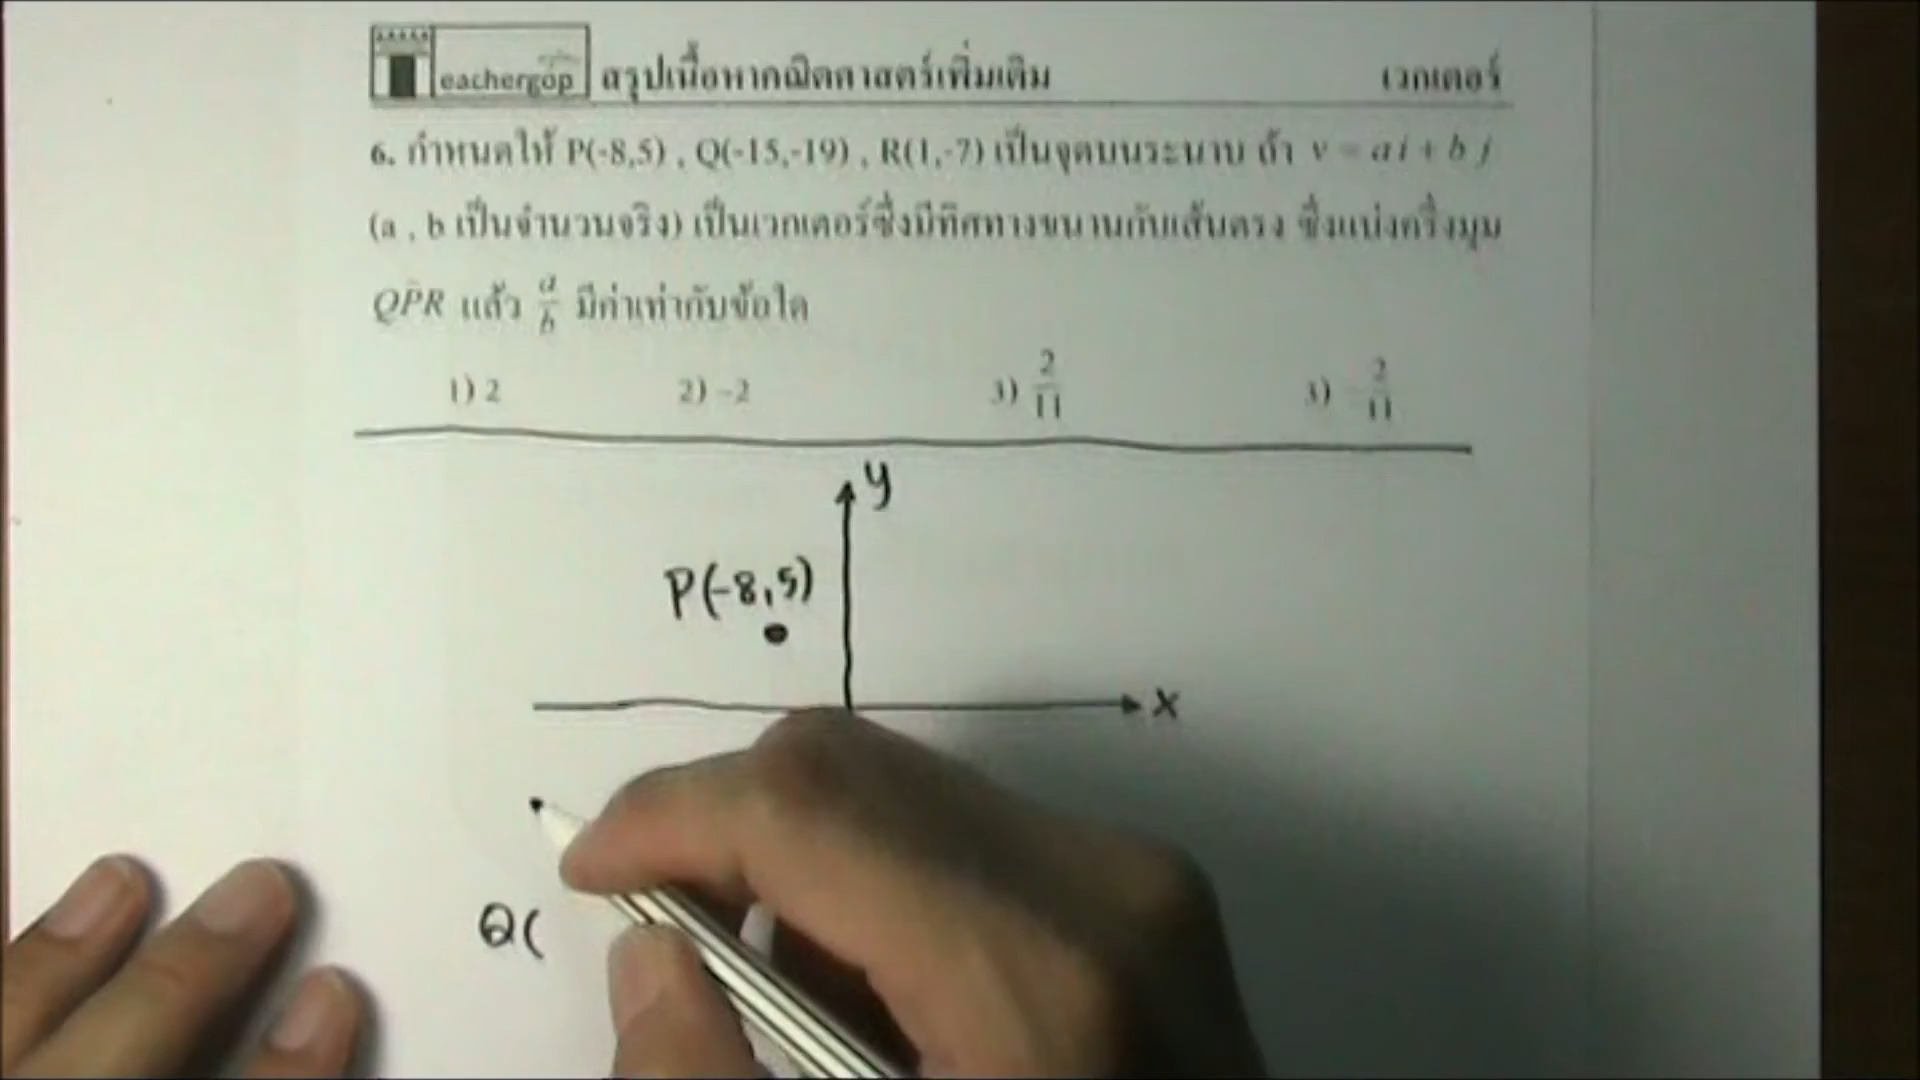 eachergop สรุปเนื้อหาคณิตศาสตร์เพิ่มเติม เวกเตอร์
6. กำหนดให้ P(-8,5) , Q(-15,-19) , R(1,-7) เป็นจุดบนระนาบ ถ้า v = a i + b j
(a , b เป็นจำนวนจริง) เป็นเวกเตอร์ซึ่งมีทิศทางขนานกับเส้นตรง ซึ่งแบ่งครึ่งมุม
QP̂R แล้ว a/b มีค่าเท่ากับข้อใด
1) 2 2) -2 3) 2/11 3) -2/11
y
P(-8,5)
x
Q(